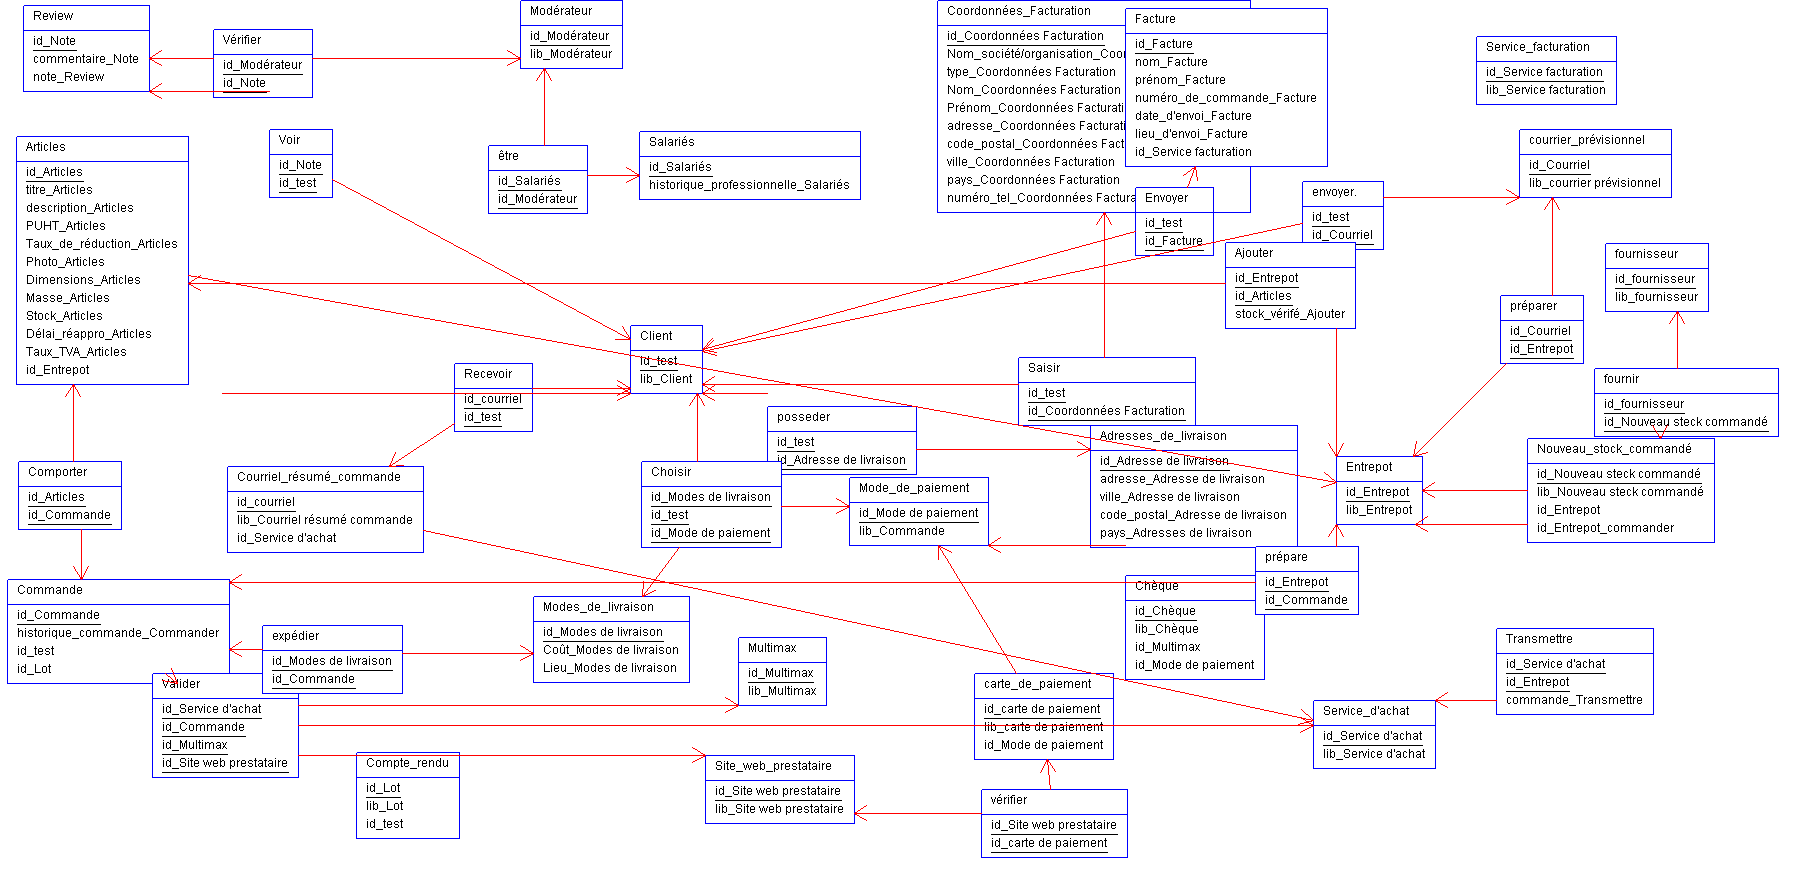 Review
id_Note
commentaire_Note
note_Review
Vérifier
id_Modérateur
id_Note
Modérateur
id_Modérateur
lib_Modérateur
Coordonnées_Facturation
id_Coordonnées Facturation
Nom_société/organisation_Coor
type_Coordonnées Facturation
Nom_Coordonnées Facturation
Prénom_Coordonnées Facturati
adresse_Coordonnées Facturati
code_postal_Coordonnées Fact
ville_Coordonnées Facturation
pays_Coordonnées Facturation
numéro_tel_Coordonnées Factura
Facture
id_Facture
nom_Facture
prénom_Facture
numéro_de_commande_Facture
date_d'envoi_Facture
lieu_d'envoi_Facture
id_Service facturation
Service_facturation
id_Service facturation
lib_Service facturation
Articles
id_Articles
titre_Articles
description_Articles
PUHT_Articles
Taux_de_réduction_Articles
Photo_Articles
Dimensions_Articles
Masse_Articles
Stock_Articles
Délai_réappro_Articles
Taux_TVA_Articles
id_Entrepot
Voir
id_Note
id_test
être
id_Salariés
id_Modérateur
Salariés
id_Salariés
historique_professionnelle_Salariés
Envoyer
id_test
id_Facture
envoyer.
id_test
id_Courriel
courrier_prévisionnel
id_Courriel
lib_courrier prévisionnel
Ajouter
id_Entrepot
id_Articles
stock_vérifé_Ajouter
fournisseur
id_fournisseur
lib_fournisseur
préparer
id_Courriel
id_Entrepot
Client
id_test
lib_Client
Recevoir
id_courriel
id_test
Saisir
id_test
id_Coordonnées Facturation
fournir
id_fournisseur
id_Nouveau steck commandé
posseder
id_test
id_Adresse de livraison
Adresses_de_livraison
id_Adresse de livraison
adresse_Adresse de livraison
ville_Adresse de livraison
code_postal_Adresse de livraison
pays_Adresses de livraison
Entrepot
id_Entrepot
lib_Entrepot
Nouveau_stock_commandé
id_Nouveau steck commandé
lib_Nouveau steck commandé
id_Entrepot
id_Entrepot_commander
Comporter
id_Articles
id_Commande
Courriel_résumé_commande
id_courriel
lib_Courriel résumé commande
id_Service d'achat
Choisir
id_Modes de livraison
id_test
id_Mode de paiement
Mode_de_paiement
id_Mode de paiement
lib_Commande
prépare
id_Entrepot
id_Commande
Commande
id_Commande
historique_commande_Commander
id_test
id_Lot
expédier
id_Modes de livraison
id_Commande
Modes_de_livraison
id_Modes de livraison
Coût_Modes de livraison
Lieu_Modes de livraison
Chèque
id_Chèque
lib_Chèque
id_Multimax
id_Mode de paiement
Multimax
id_Multimax
lib_Multimax
Transmettre
id_Service d'achat
id_Entrepot
commande_Transmettre
Valider
id_Service d'achat
id_Commande
id_Multimax
id_Site web prestataire
carte_de_paiement
id_carte de paiement
lib_carte de paiement
id_Mode de paiement
Service_d'achat
id_Service d'achat
lib_Service d'achat
Compte_rendu
id_Lot
lib_Lot
id_test
Site_web_prestataire
id_Site web prestataire
lib_Site web prestataire
vérifier
id_Site web prestataire
id_carte de paiement